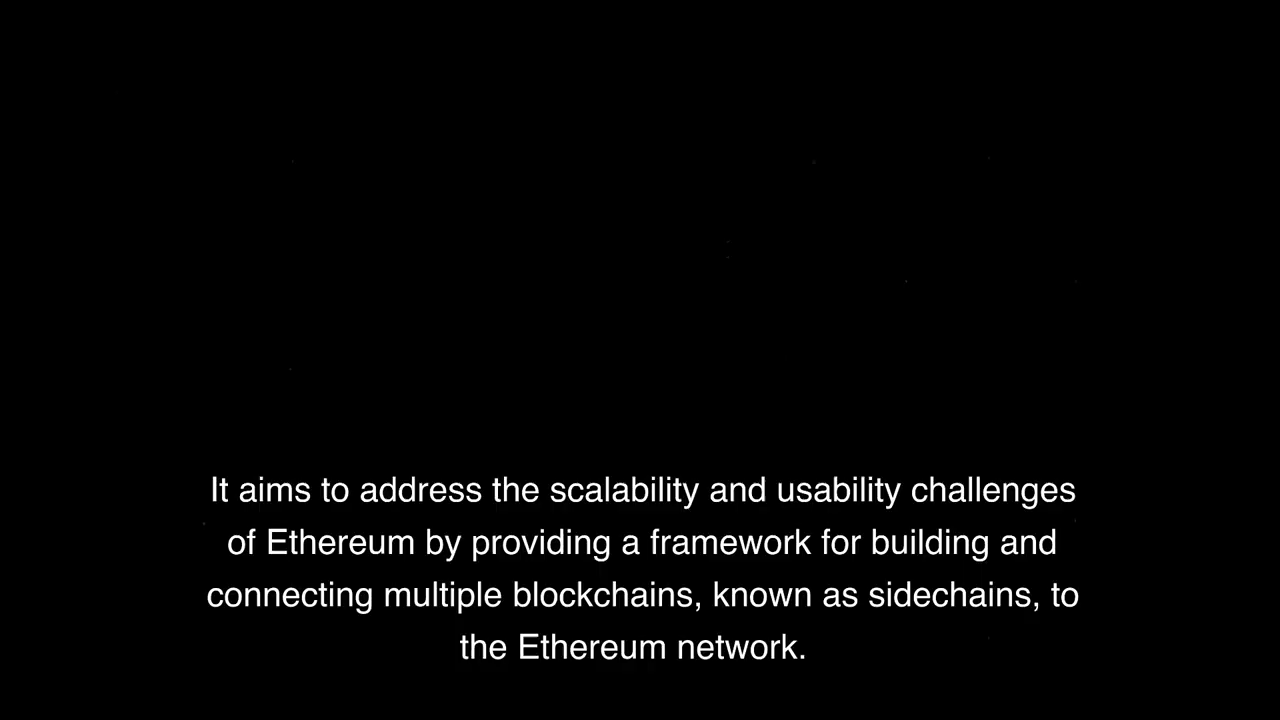 It aims to address the scalability and usability challenges
of Ethereum by providing a framework for building and
connecting multiple blockchains, known as sidechains, to
the Ethereum network.